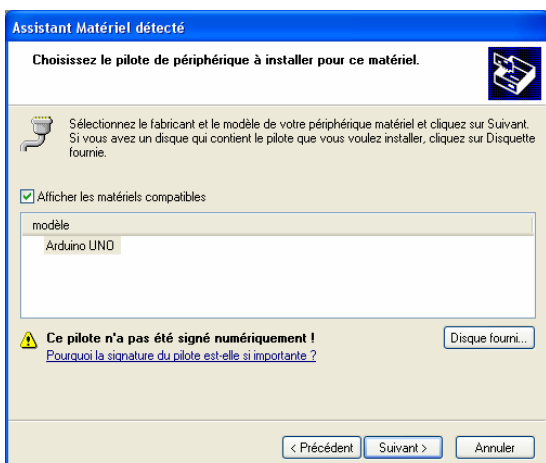 Assistant Matériel détecté
Choisissez le pilote de périphérique à installer pour ce matériel.
Sélectionnez le fabricant et le modèle de votre périphérique matériel et cliquez sur Suivant.
Si vous avez un disque qui contient le pilote que vous voulez installer, cliquez sur Disquette
fournie.
Afficher les matériels compatibles
modèle
Arduino UNO
Ce pilote n'a pas été signé numériquement !
Disque fourni...
Pourquoi la signature du pilote est-elle si importante ?
< Précédent
Suivant >
Annuler